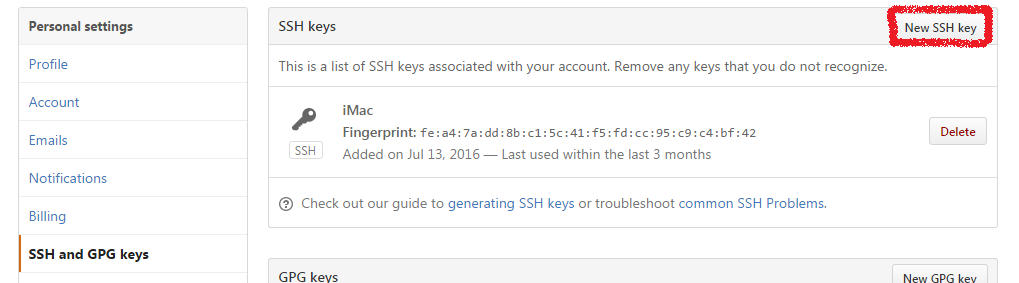 Personal settings
Profile
Account
Emails
Notifications
Billing
SSH and GPG keys
SSH keys
New SSH key
This is a list of SSH keys associated with your account. Remove any keys that you do not recognize.
iMac
Fingerprint: fe:a4:7a:dd:8b:c1:5c:41:f5:fd:cc:95:c9:c4:bf:42
SSH
Added on Jul 13, 2016 — Last used within the last 3 months
Delete
Check out our guide to generating SSH keys or troubleshoot common SSH Problems.
GPG keys
New GPG key